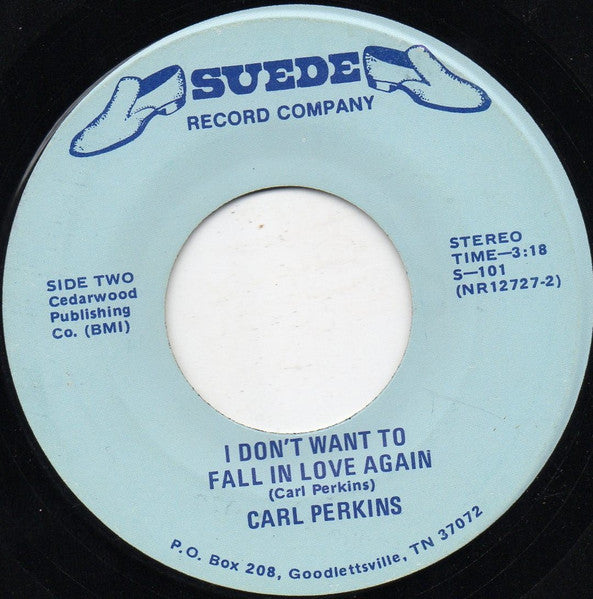 SUEDE
RECORD COMPANY
SIDE TWO
Cedarwood
Publishing
Co. (BMI)
STEREO
TIME—3:18
S—101
(NR12727-2)
I DON'T WANT TO
FALL IN LOVE AGAIN
(Carl Perkins)
CARL PERKINS
P.O. Box 208, Goodlettsville, TN 37072